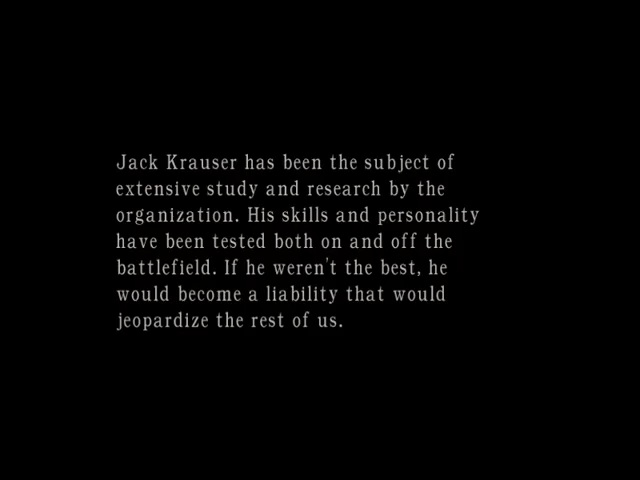 Jack Krauser has been the subject of
extensive study and research by the
organization. His skills and personality
have been tested both on and off the
battlefield. If he weren't the best, he
would become a liability that would
jeopardize the rest of us.